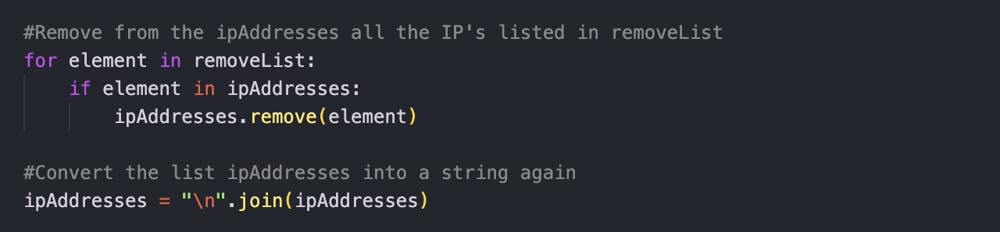 #Remove from the ipAddresses all the IP's listed in removeList
for element in removeList:
    if element in ipAddresses:
        ipAddresses.remove(element)

#Convert the list ipAddresses into a string again
ipAddresses = "\n".join(ipAddresses)